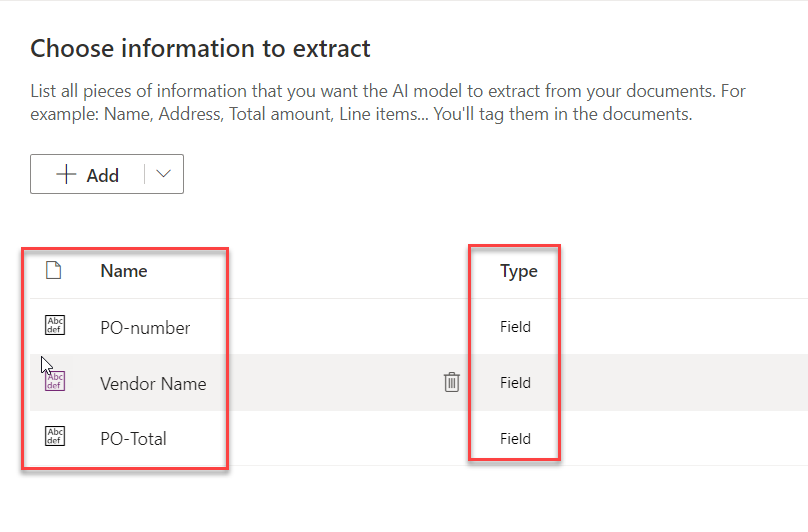 Choose information to extract
List all pieces of information that you want the AI model to extract from your documents. For
example: Name, Address, Total amount, Line items... You'll tag them in the documents.
Add
Name Type
Abc def PO-number Field
Abc def Vendor Name Field
Abc def PO-Total Field